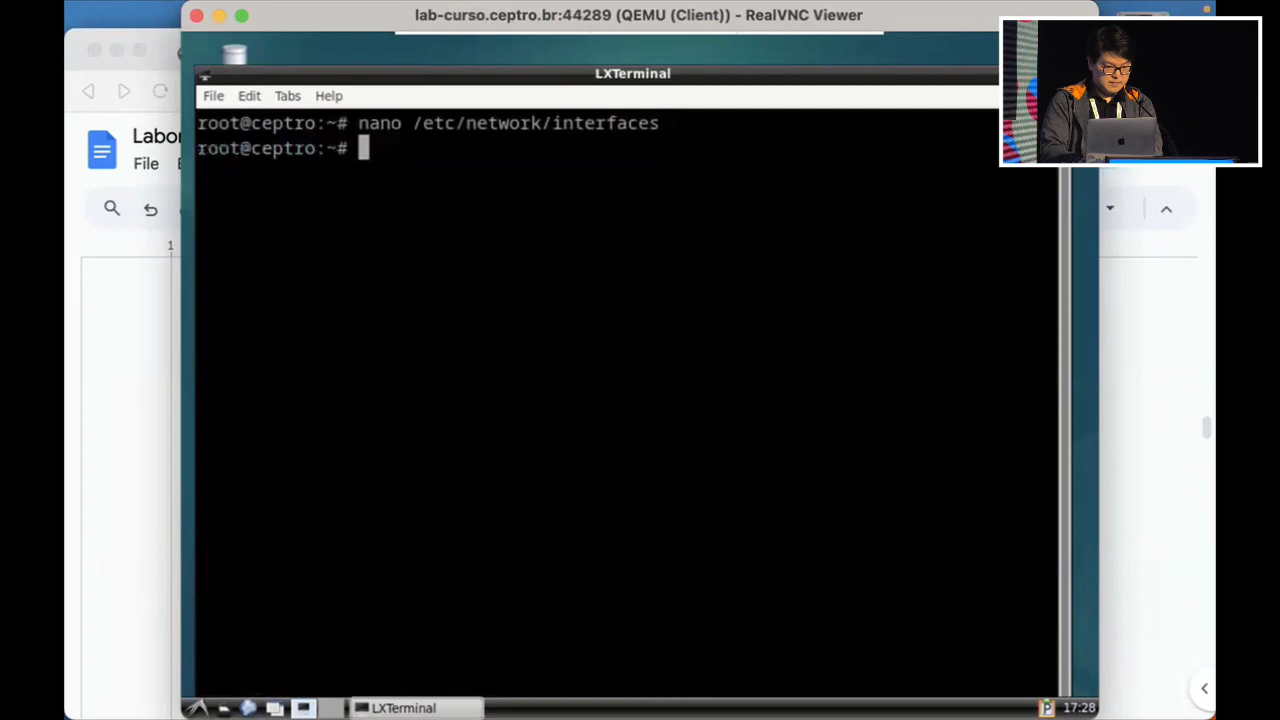 lab-curso.ceptro.br:44289 (QEMU (Client)) - RealVNC Viewer
LXTerminal
File Edit Tabs Help
root@ceptro:~# nano /etc/network/interfaces
root@ceptro:~#
Labor
File
1
LXTerminal
17:28